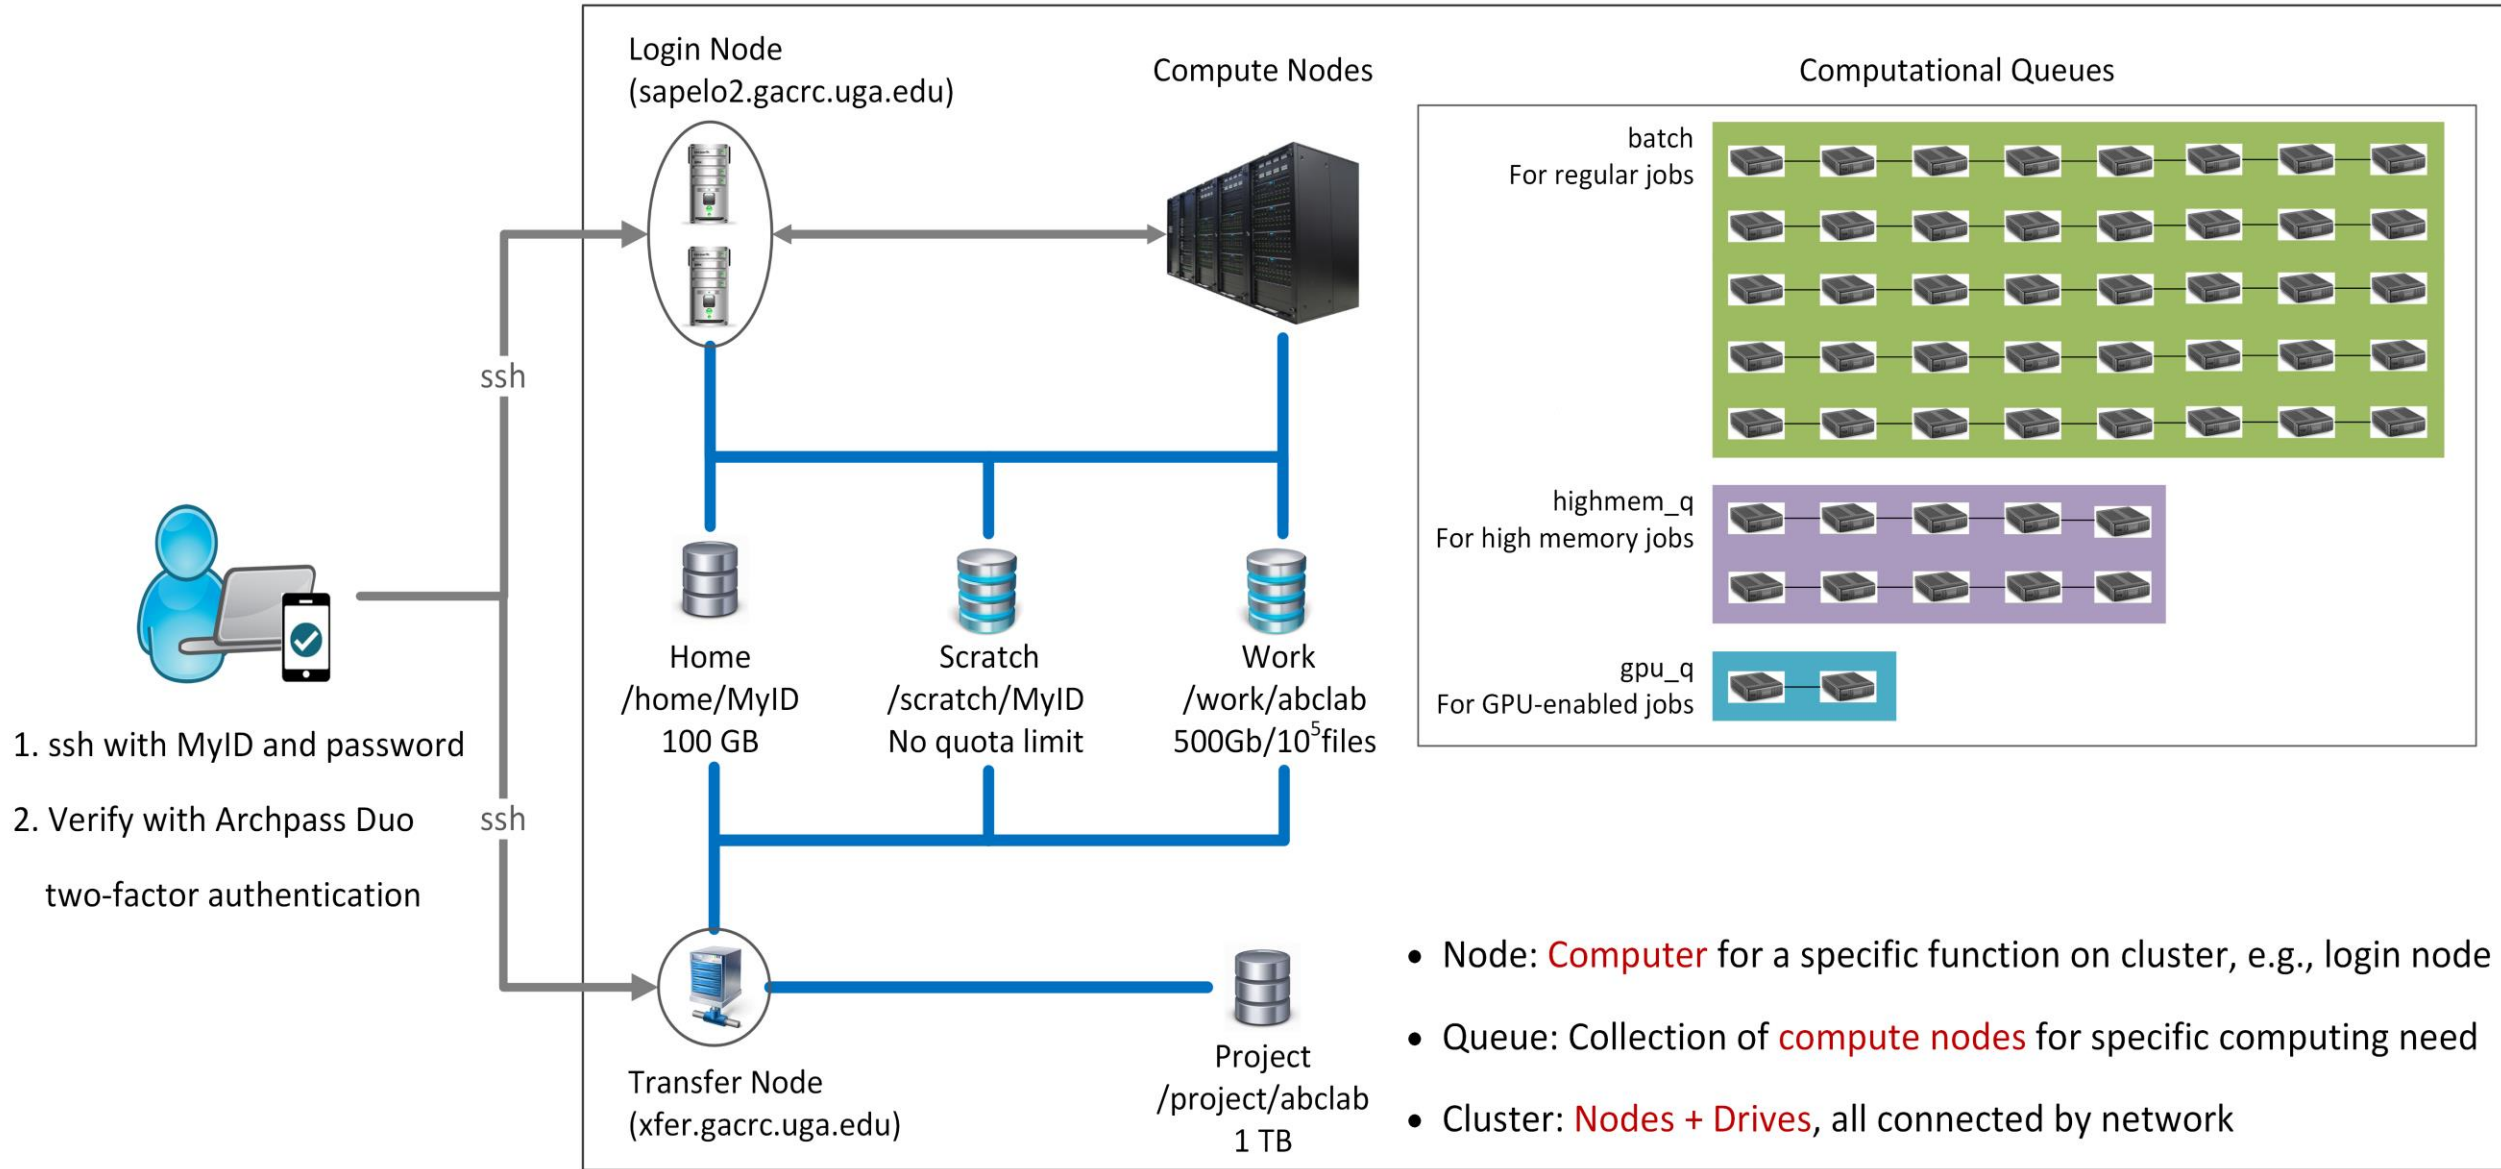 Login Node
(sapelo2.gacrc.uga.edu)
Compute Nodes
Computational Queues
batch
For regular jobs
highmem_q
For high memory jobs
gpu_q
For GPU-enabled jobs
ssh
ssh
Home
/home/MyID
100 GB
Scratch
/scratch/MyID
No quota limit
Work
/work/abclab
500Gb/10⁵files
1. ssh with MyID and password
2. Verify with Archpass Duo
two-factor authentication
Transfer Node
(xfer.gacrc.uga.edu)
Project
/project/abclab
1 TB
• Node: Computer for a specific function on cluster, e.g., login node
• Queue: Collection of compute nodes for specific computing need
• Cluster: Nodes + Drives, all connected by network